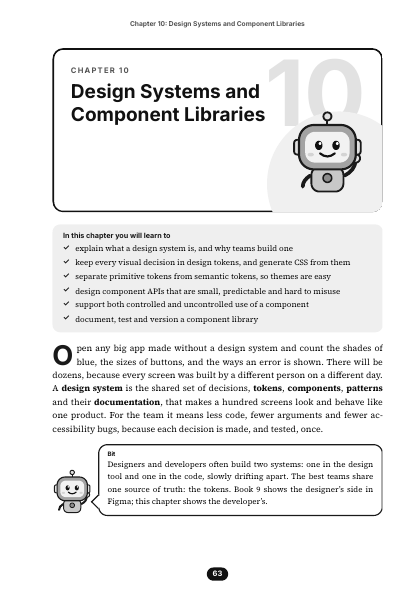 Chapter 10: Design Systems and Component Libraries
10
CHAPTER 10
Design Systems and
Component Libraries
In this chapter you will learn to
✓ explain what a design system is, and why teams build one
✓ keep every visual decision in design tokens, and generate CSS from them
✓ separate primitive tokens from semantic tokens, so themes are easy
✓ design component APIs that are small, predictable and hard to misuse
✓ support both controlled and uncontrolled use of a component
✓ document, test and version a component library
Open any big app made without a design system and count the shades of
blue, the sizes of buttons, and the ways an error is shown. There will be
dozens, because every screen was built by a different person on a different day.
A design system is the shared set of decisions, tokens, components, patterns
and their documentation, that makes a hundred screens look and behave like
one product. For the team it means less code, fewer arguments and fewer ac-
cessibility bugs, because each decision is made, and tested, once.
Bit
Designers and developers often build two systems: one in the design
tool and one in the code, slowly drifting apart. The best teams share
one source of truth: the tokens. Book 9 shows the designer's side in
Figma; this chapter shows the developer's.
63